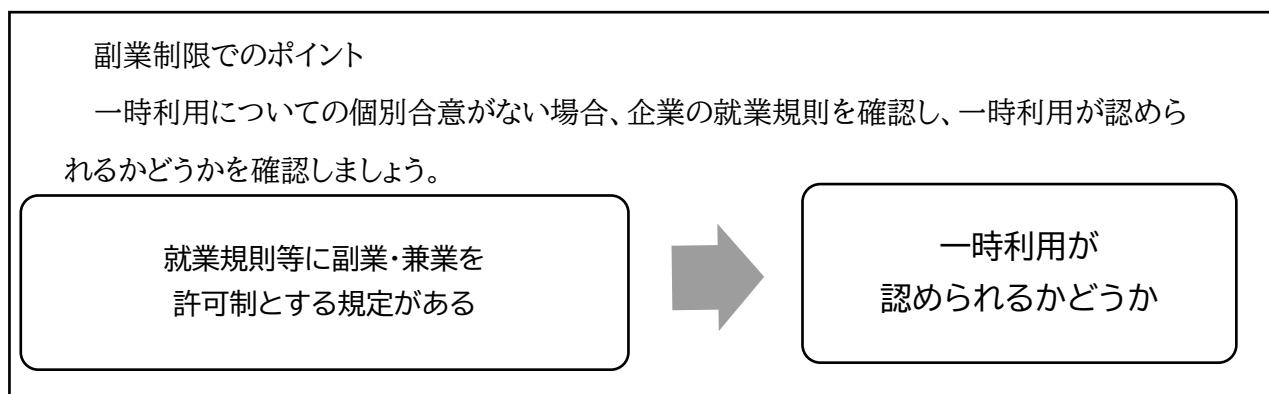 副業制限でのポイント
一時利用についての個別合意がない場合、企業の就業規則を確認し、一時利用が認めら
れるかどうかを確認しましょう。
就業規則等に副業・兼業を
許可制とする規定がある
一時利用が
認められるかどうか